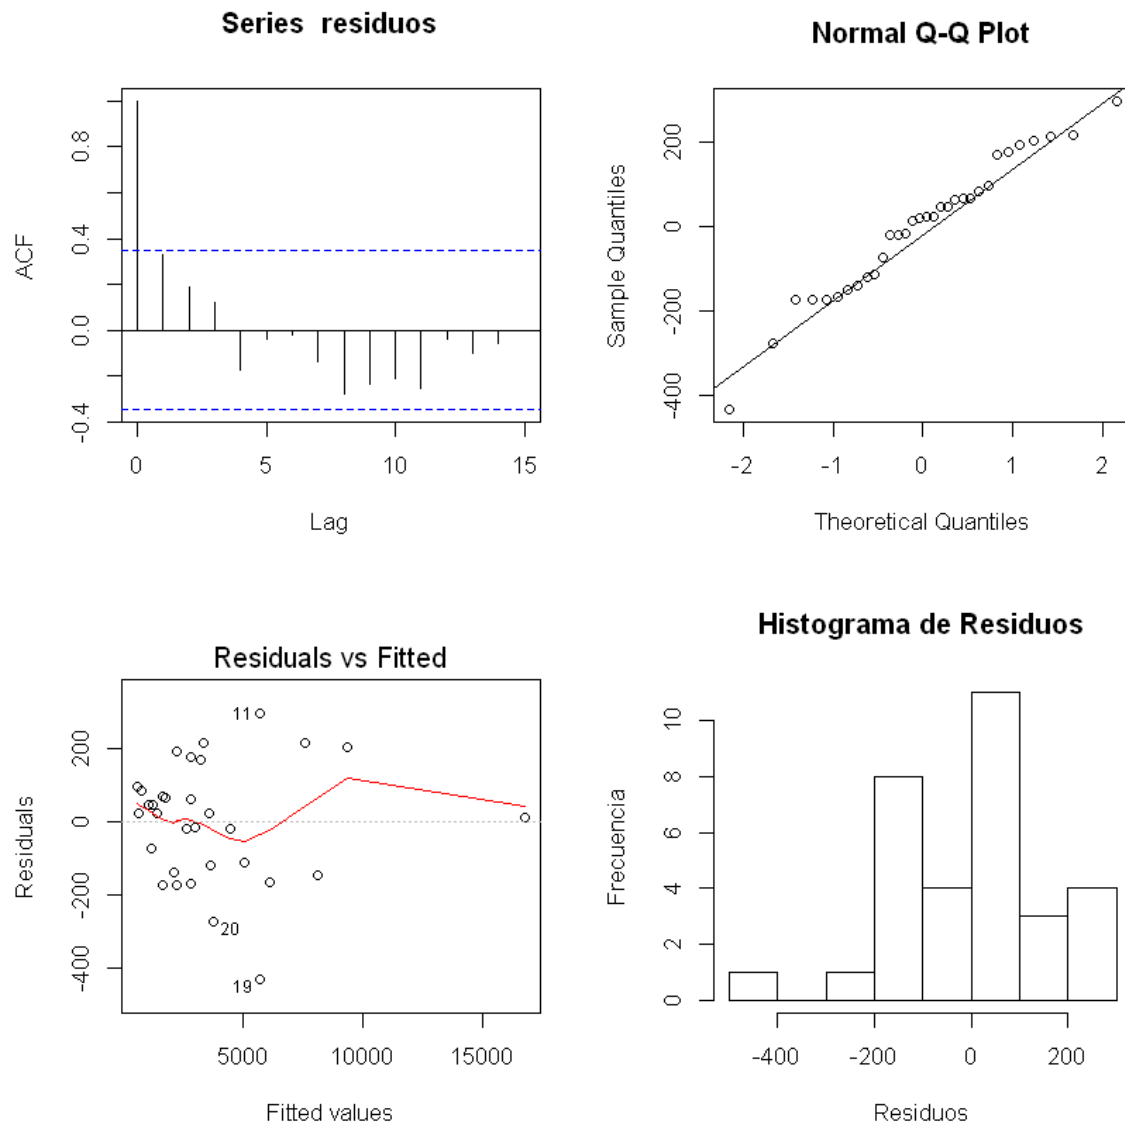 Series residuos
ACF
0.8
0.4
0.0
-0.4
0 5 10 15
Lag
Normal Q-Q Plot
Sample Quantiles
200
0
-200
-400
-2 -1 0 1 2
Theoretical Quantiles
Residuals vs Fitted
Residuals
200
0
-200
-400
11
20
19
5000 10000 15000
Fitted values
Histograma de Residuos
Frecuencia
10
8
6
4
2
0
-400 -200 0 200
Residuos